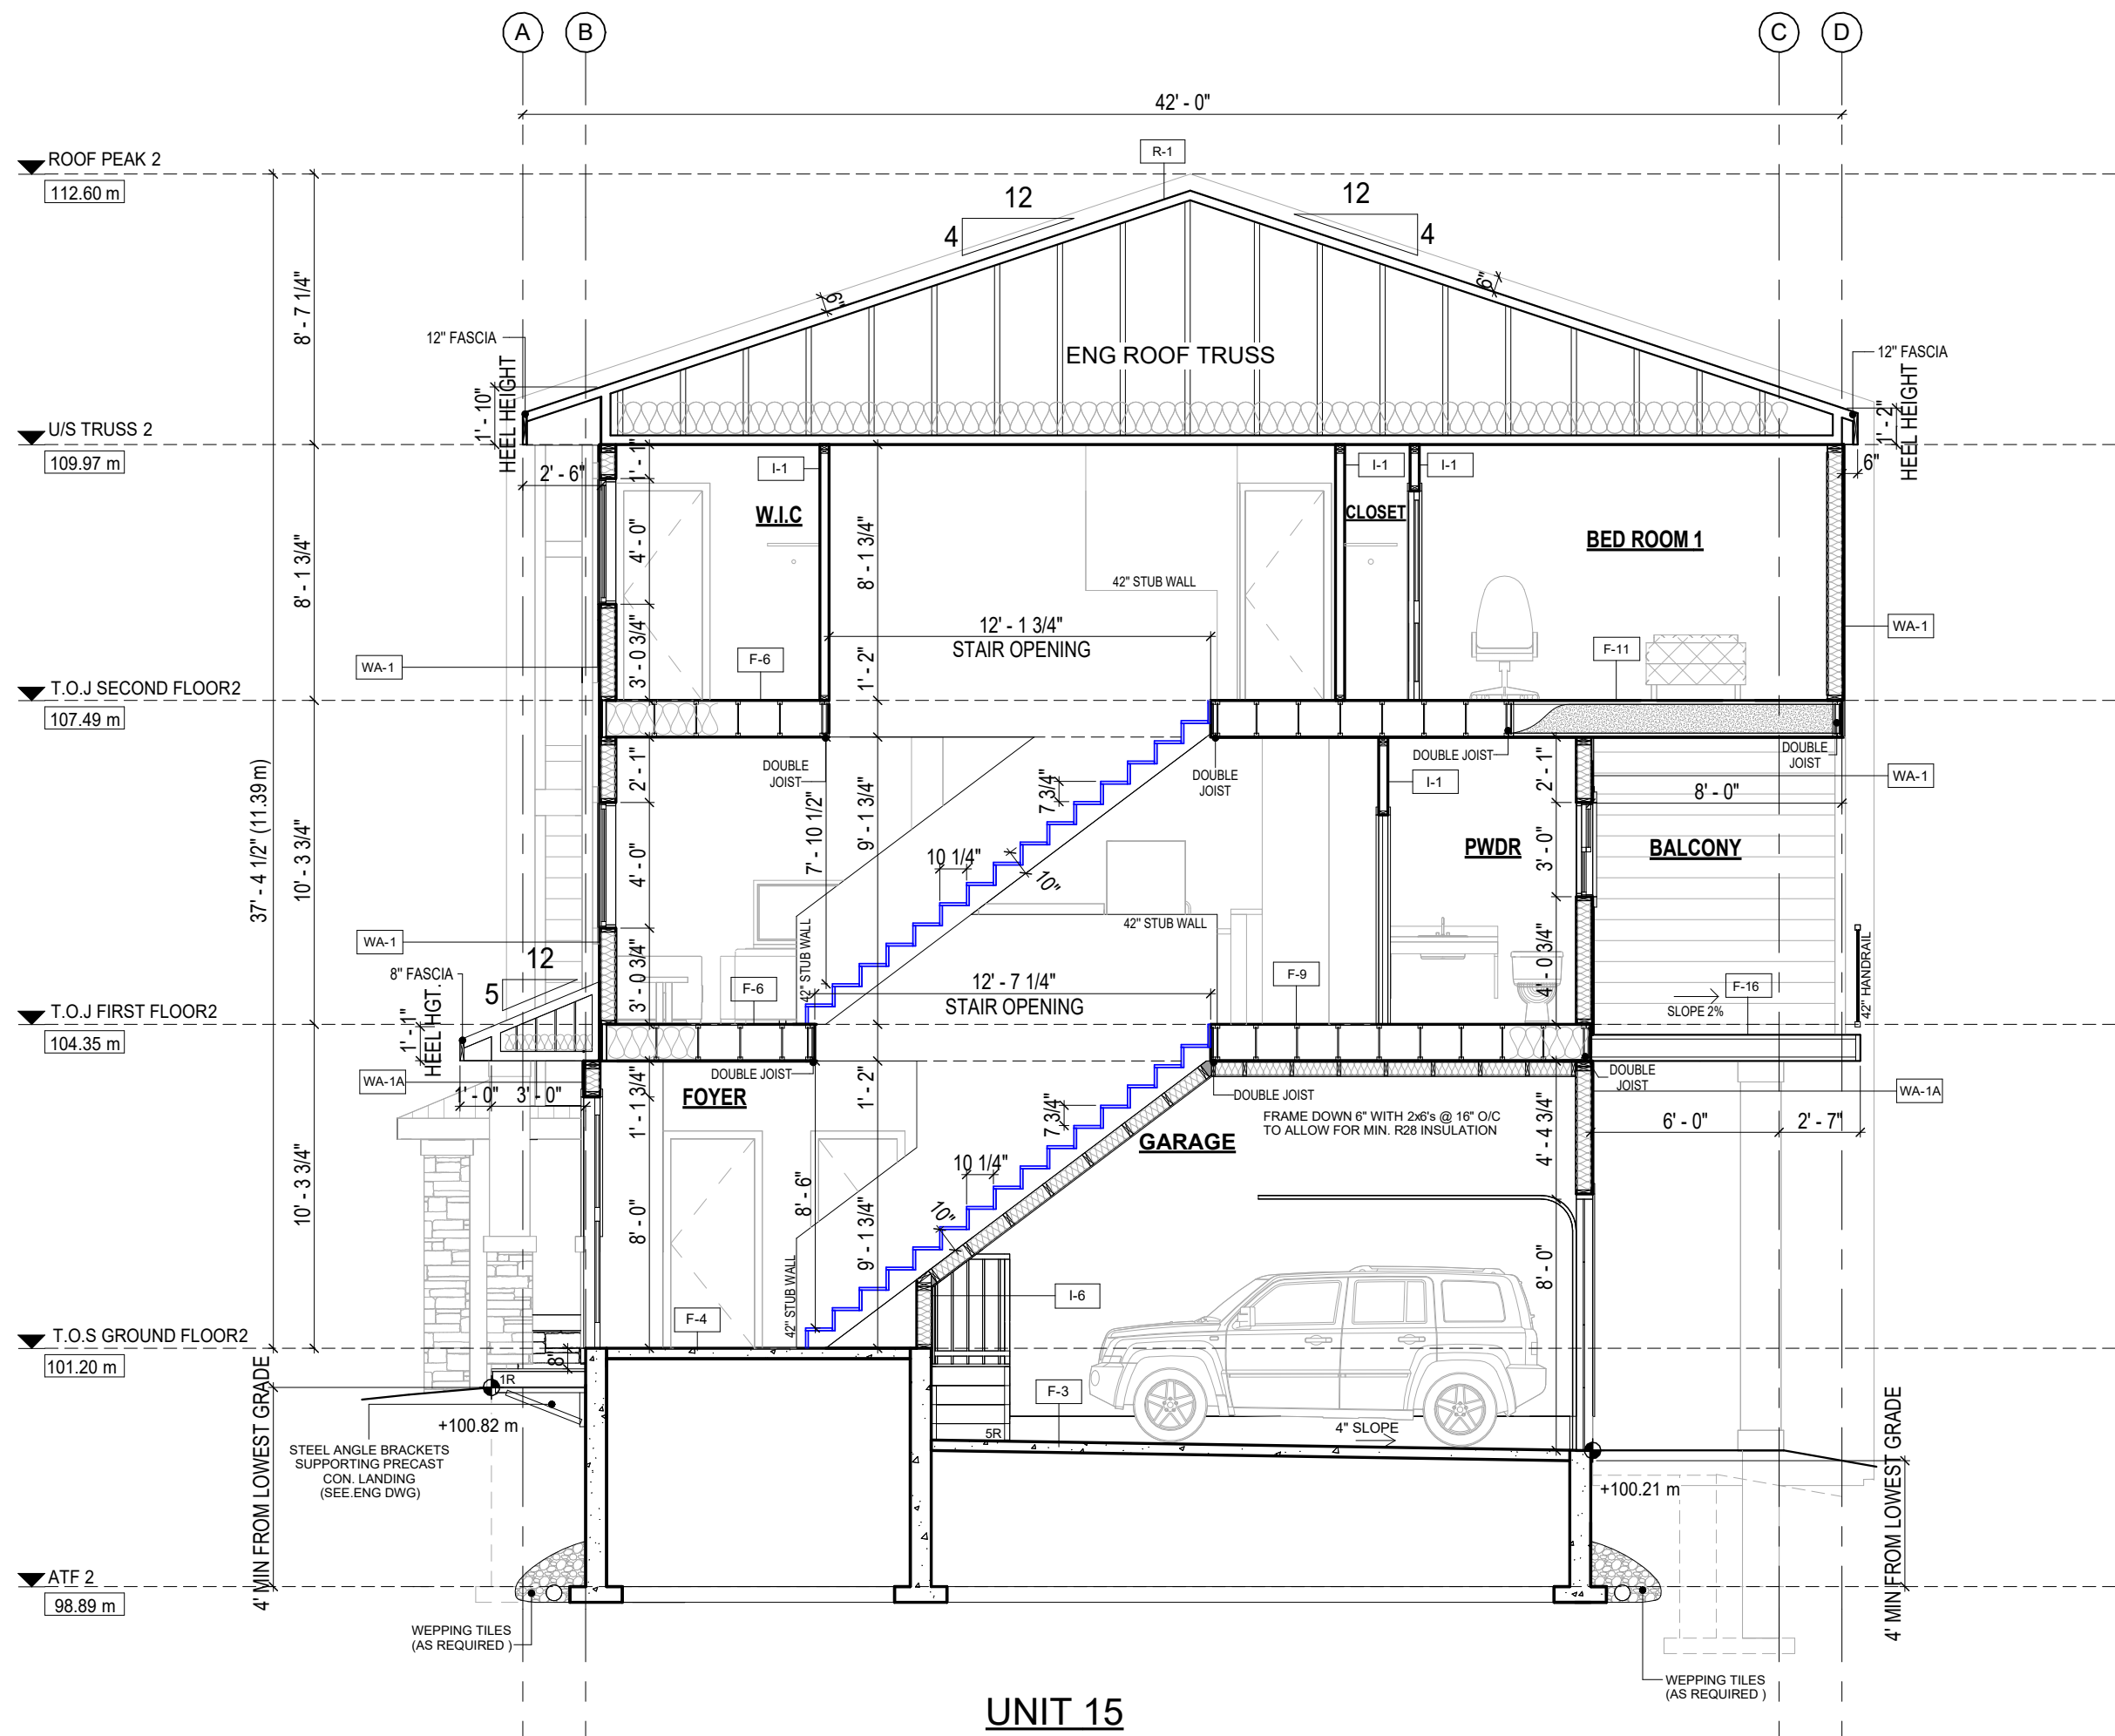 A
B
C
D
42' - 0"
ROOF PEAK 2
112.60 m
R-1
12
4
12
4
6"
6"
8' - 7 1/4"
12" FASCIA
ENG ROOF TRUSS
12" FASCIA
1' - 10"
HEEL HEIGHT
1' - 2"
HEEL HEIGHT
U/S TRUSS 2
109.97 m
2' - 6"
1' - 1"
I-1
I-1
I-1
6"
W.I.C
CLOSET
BED ROOM 1
4' - 0"
8' - 1 3/4"
8' - 1 3/4"
42" STUB WALL
12' - 1 3/4"
STAIR OPENING
WA-1
F-6
F-11
WA-1
3' - 0 3/4"
1' - 2"
T.O.J SECOND FLOOR2
107.49 m
DOUBLE
JOIST
DOUBLE
JOIST
DOUBLE JOIST
DOUBLE
JOIST
2' - 1"
I-1
2' - 1"
WA-1
8' - 0"
7 3/4"
7' - 10 1/2"
9' - 1 3/4"
37' - 4 1/2" (11.39 m)
10' - 3 3/4"
4' - 0"
10 1/4"
10"
PWDR
3' - 0"
BALCONY
42" STUB WALL
42" STUB WALL
WA-1
8" FASCIA
12
5
3' - 0 3/4"
F-6
12' - 7 1/4"
STAIR OPENING
F-9
4' - 0 3/4"
SLOPE 2%
F-16
42" HANDRAIL
T.O.J FIRST FLOOR2
104.35 m
1' - 1"
HEEL HGT.
WA-1A
1' - 0"
3' - 0"
1' - 1 3/4"
FOYER
DOUBLE JOIST
1' - 2"
DOUBLE JOIST
DOUBLE
JOIST
WA-1A
FRAME DOWN 6" WITH 2x6's @ 16" O/C
TO ALLOW FOR MIN. R28 INSULATION
GARAGE
7 3/4"
4' - 4 3/4"
6' - 0"
2' - 7"
10 1/4"
10"
10' - 3 3/4"
8' - 0"
8' - 6"
9' - 1 3/4"
8' - 0"
42" STUB WALL
I-6
F-4
T.O.S GROUND FLOOR2
101.20 m
8"
1R
+100.82 m
F-3
5R
4" SLOPE
STEEL ANGLE BRACKETS
SUPPORTING PRECAST
CON. LANDING
(SEE.ENG DWG)
4' MIN FROM LOWEST GRADE
+100.21 m
4' MIN FROM LOWEST GRADE
ATF 2
98.89 m
WEPPING TILES
(AS REQUIRED )
WEPPING TILES
(AS REQUIRED )
UNIT 15